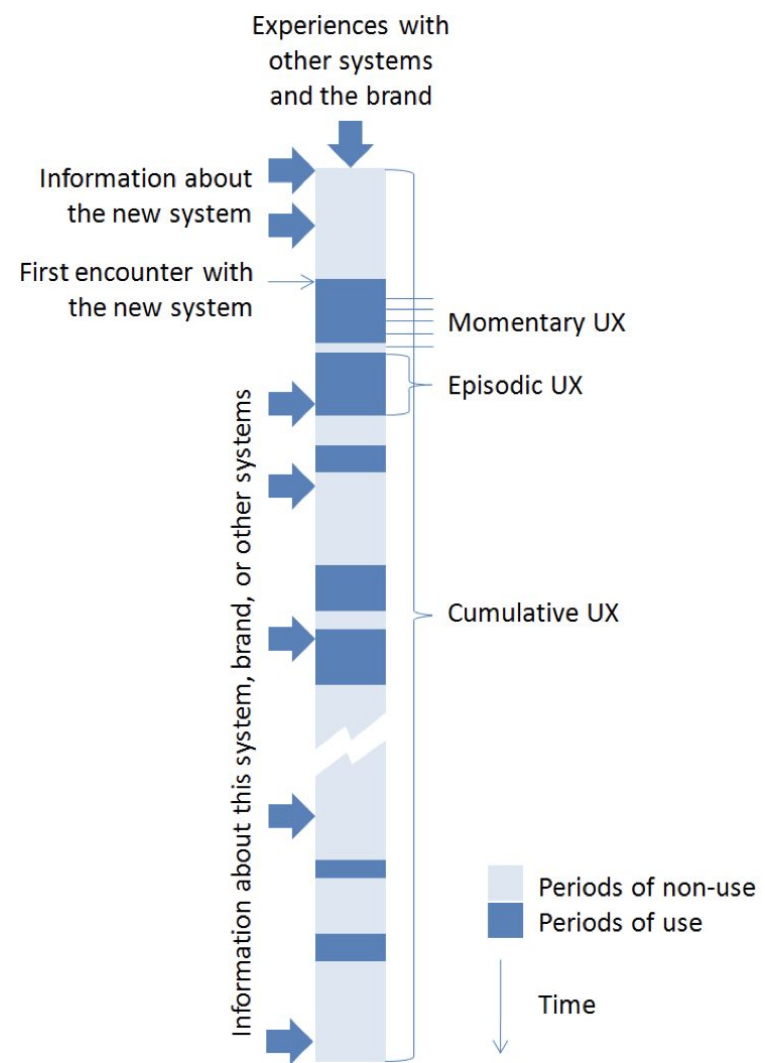 Experiences with
other systems
and the brand
Information about
the new system
First encounter with
the new system
Momentary UX
Episodic UX
Information about this system, brand, or other systems
Cumulative UX
Periods of non-use
Periods of use
Time